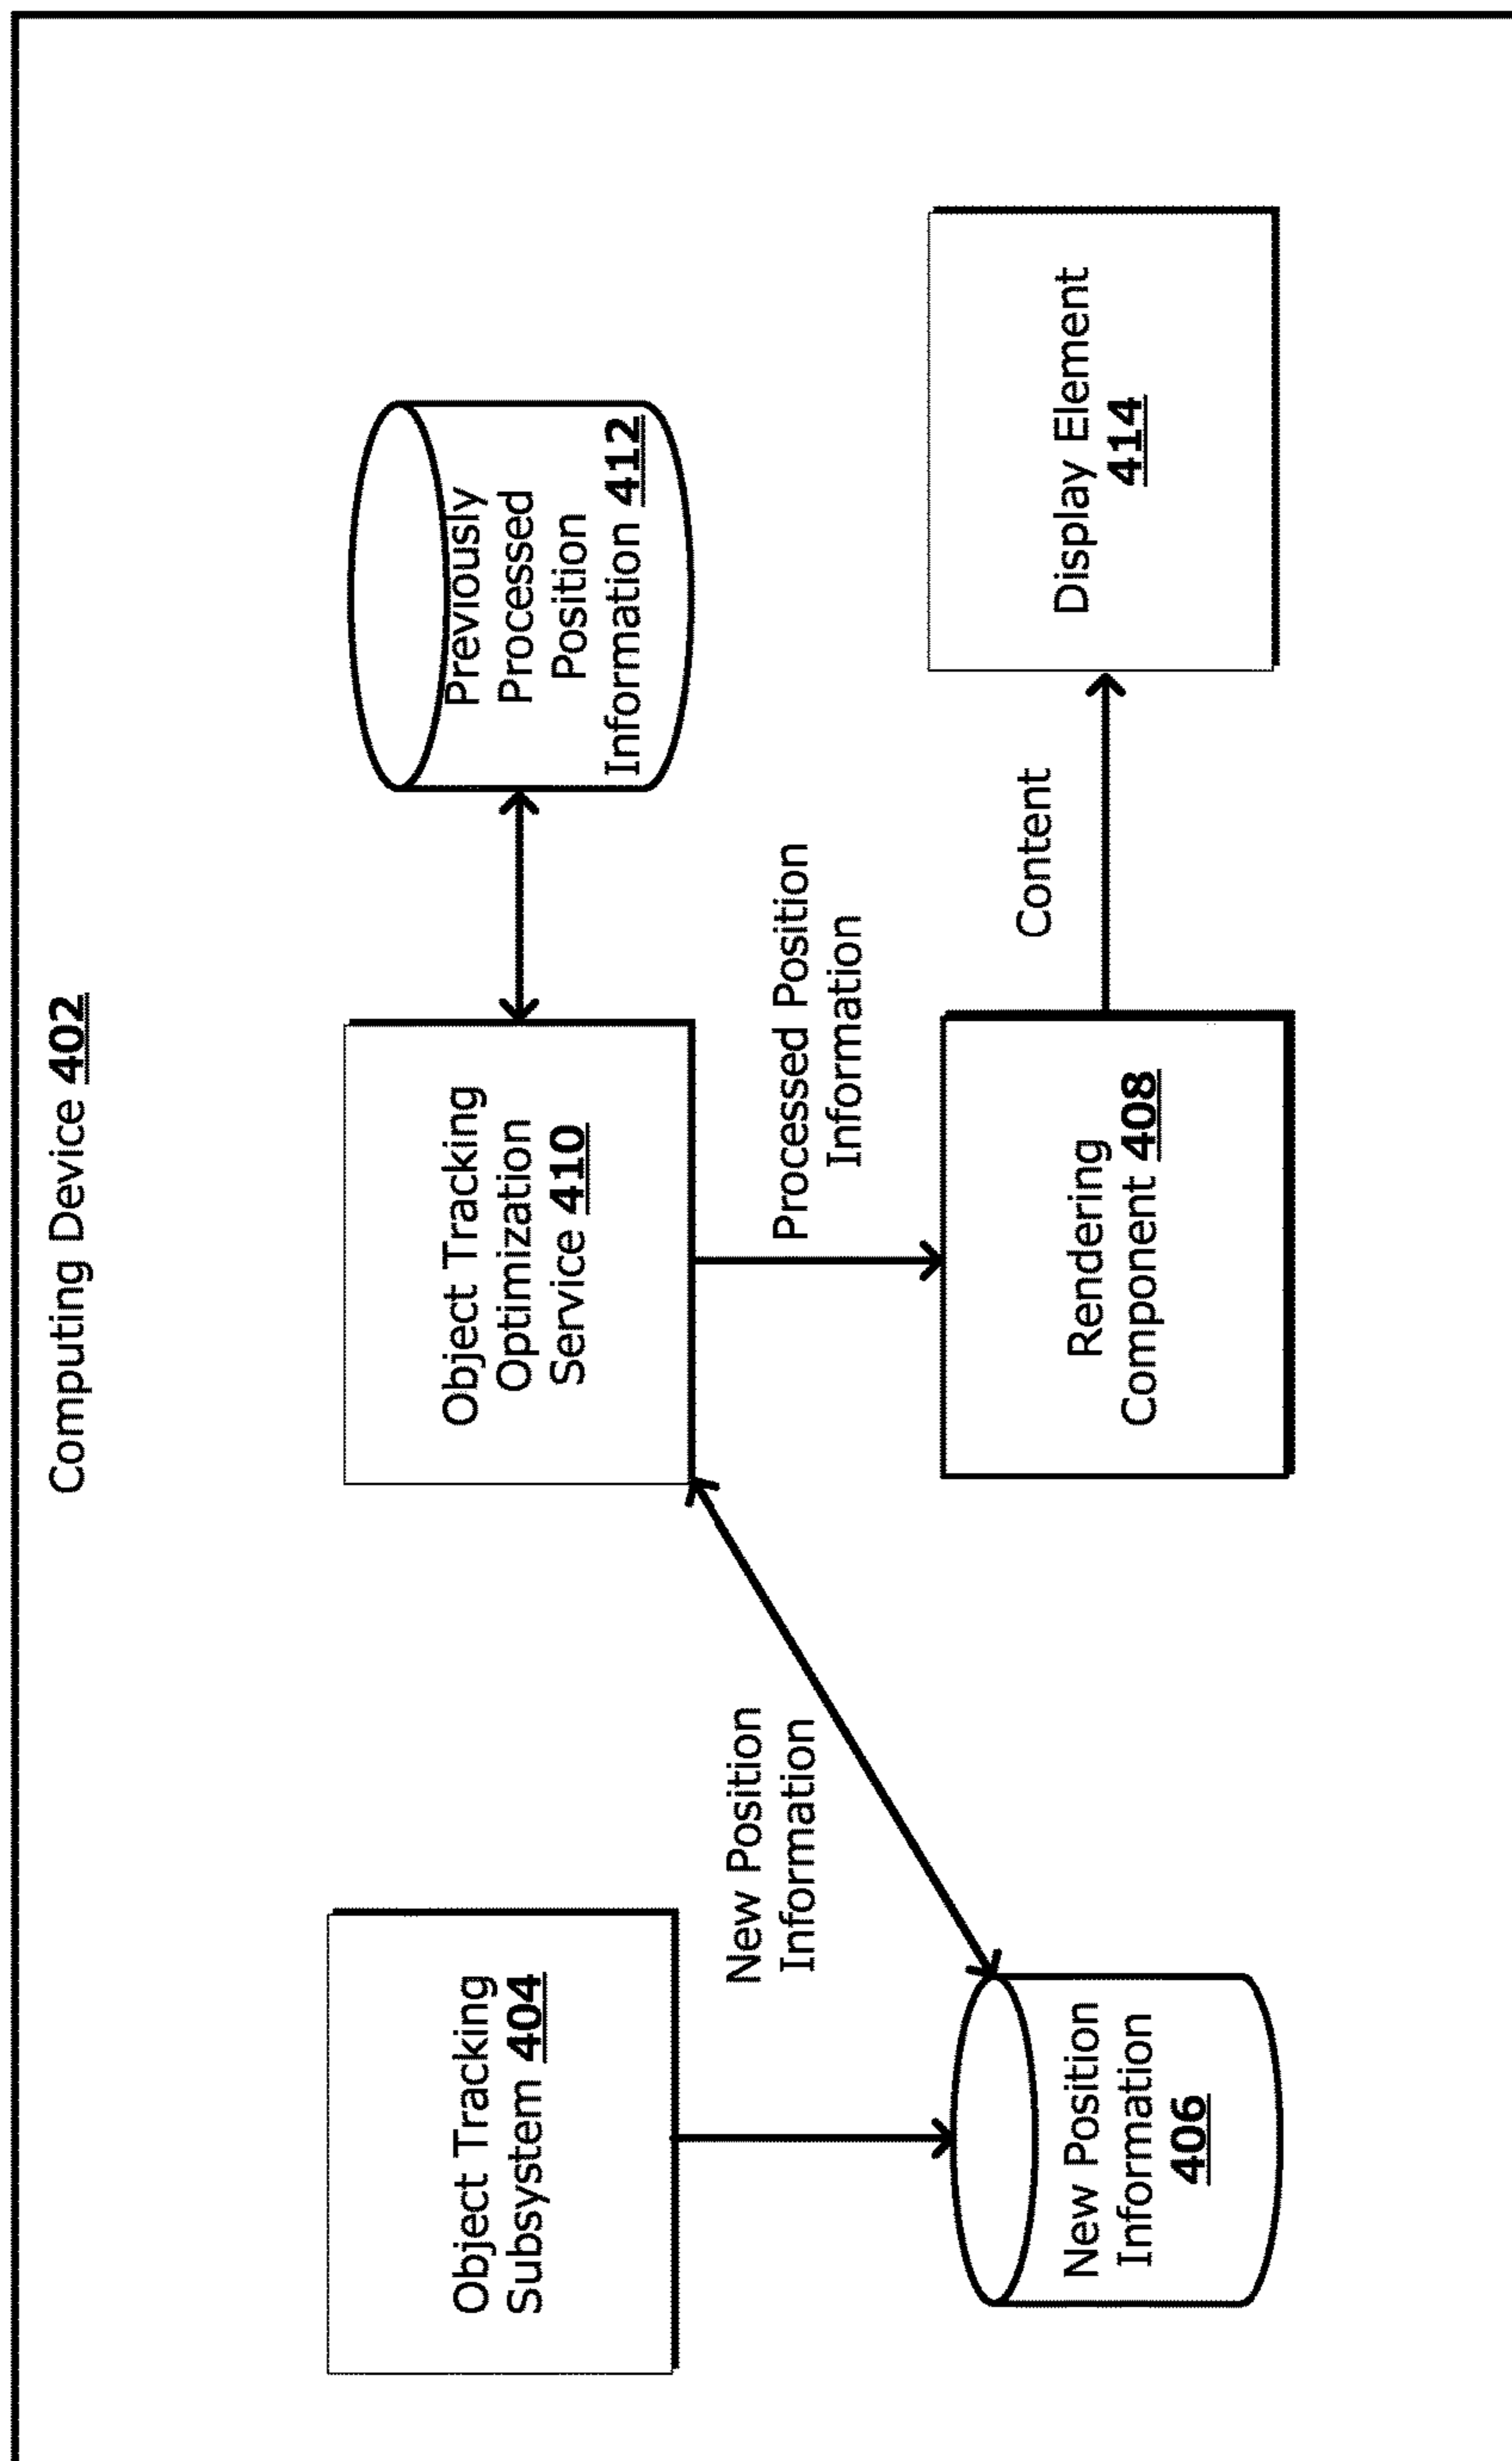 Computing Device 402
Object Tracking
Subsystem 404
Object Tracking
Optimization
Service 410
Previously
Processed
Position
Information 412
New Position
Information
Processed Position
Information
New Position
Information
406
Rendering
Component 408
Content
Display Element
414